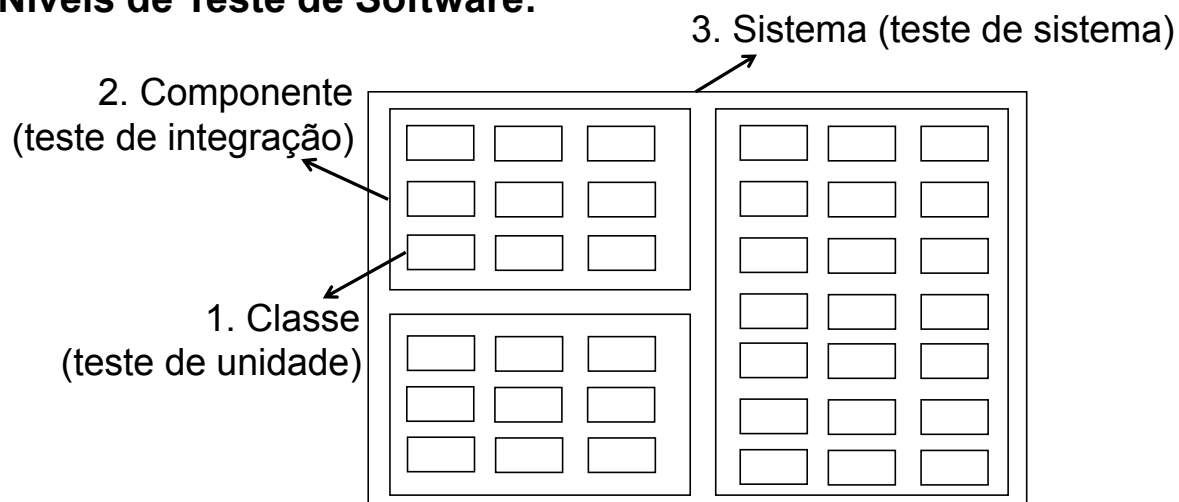 Níveis de Teste de Software:
3. Sistema (teste de sistema)
2. Componente
(teste de integração)
1. Classe
(teste de unidade)